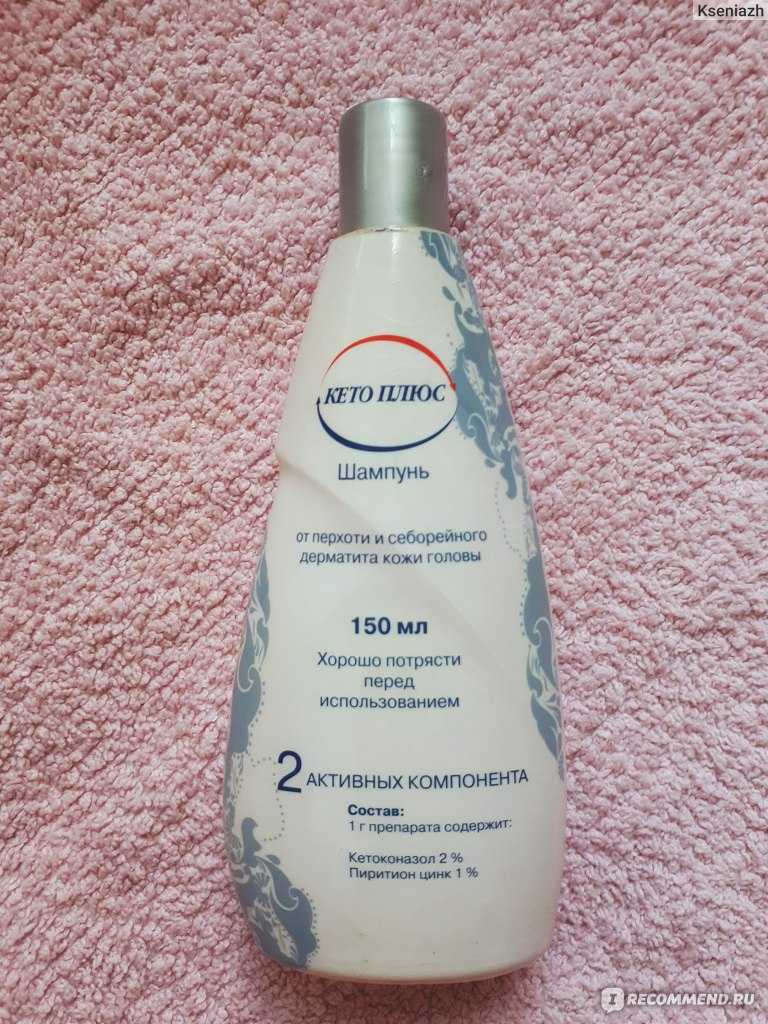 Kseniazh
КЕТО ПЛЮС
Шампунь
от перхоти и себорейного
дерматита кожи головы
150 мл
Хорошо потрясти
перед
использованием
2 АКТИВНЫХ КОМПОНЕНТА
Состав:
1 г препарата содержит:
Кетоконазол 2 %
Пиритион цинк 1 %
I RECOMMEND.RU